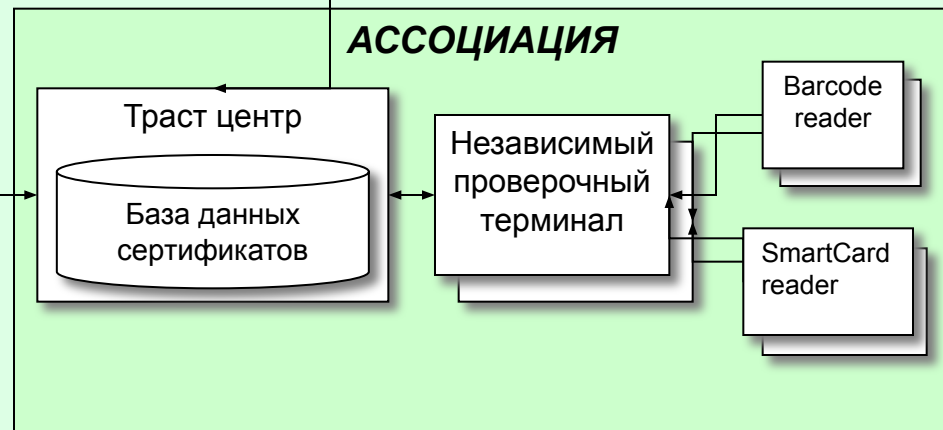 АССОЦИАЦИЯ
Траст центр
База данных
сертификатов
Независимый
проверочный
терминал
Barcode
reader
SmartCard
reader